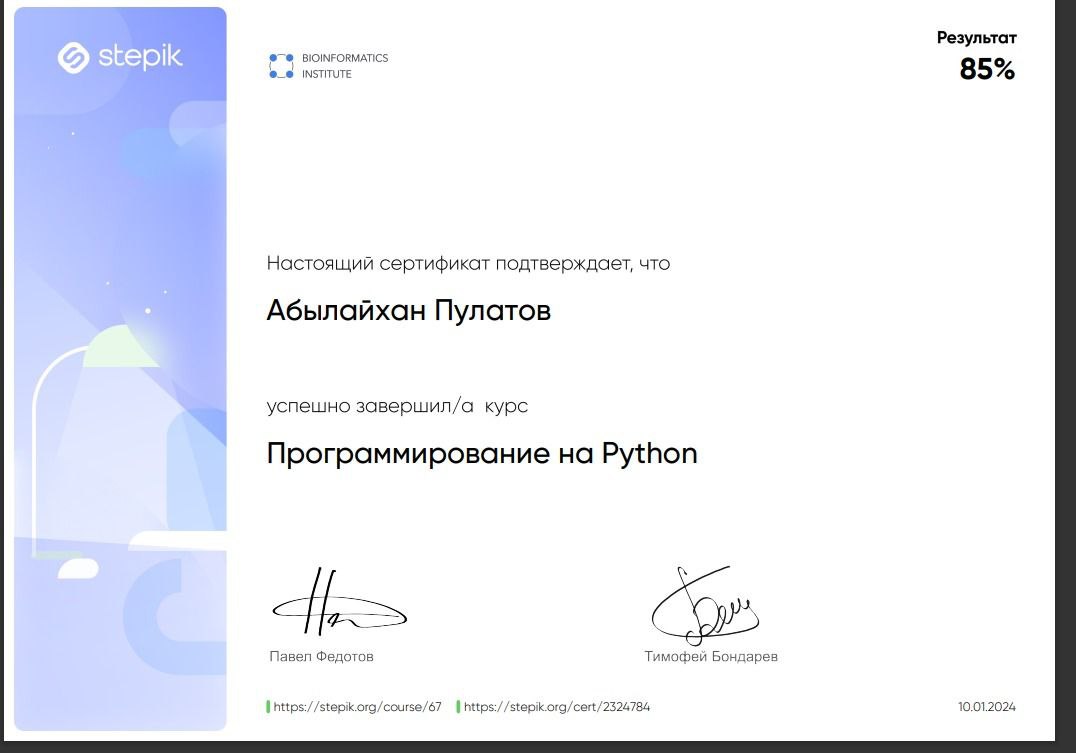 stepik
BIOINFORMATICS
INSTITUTE
Результат
85%
Настоящий сертификат подтверждает, что
Абылайхан Пулатов
успешно завершил/а курс
Программирование на Python
Павел Федотов
Тимофей Бондарев
https://stepik.org/course/67 https://stepik.org/cert/2324784
10.01.2024